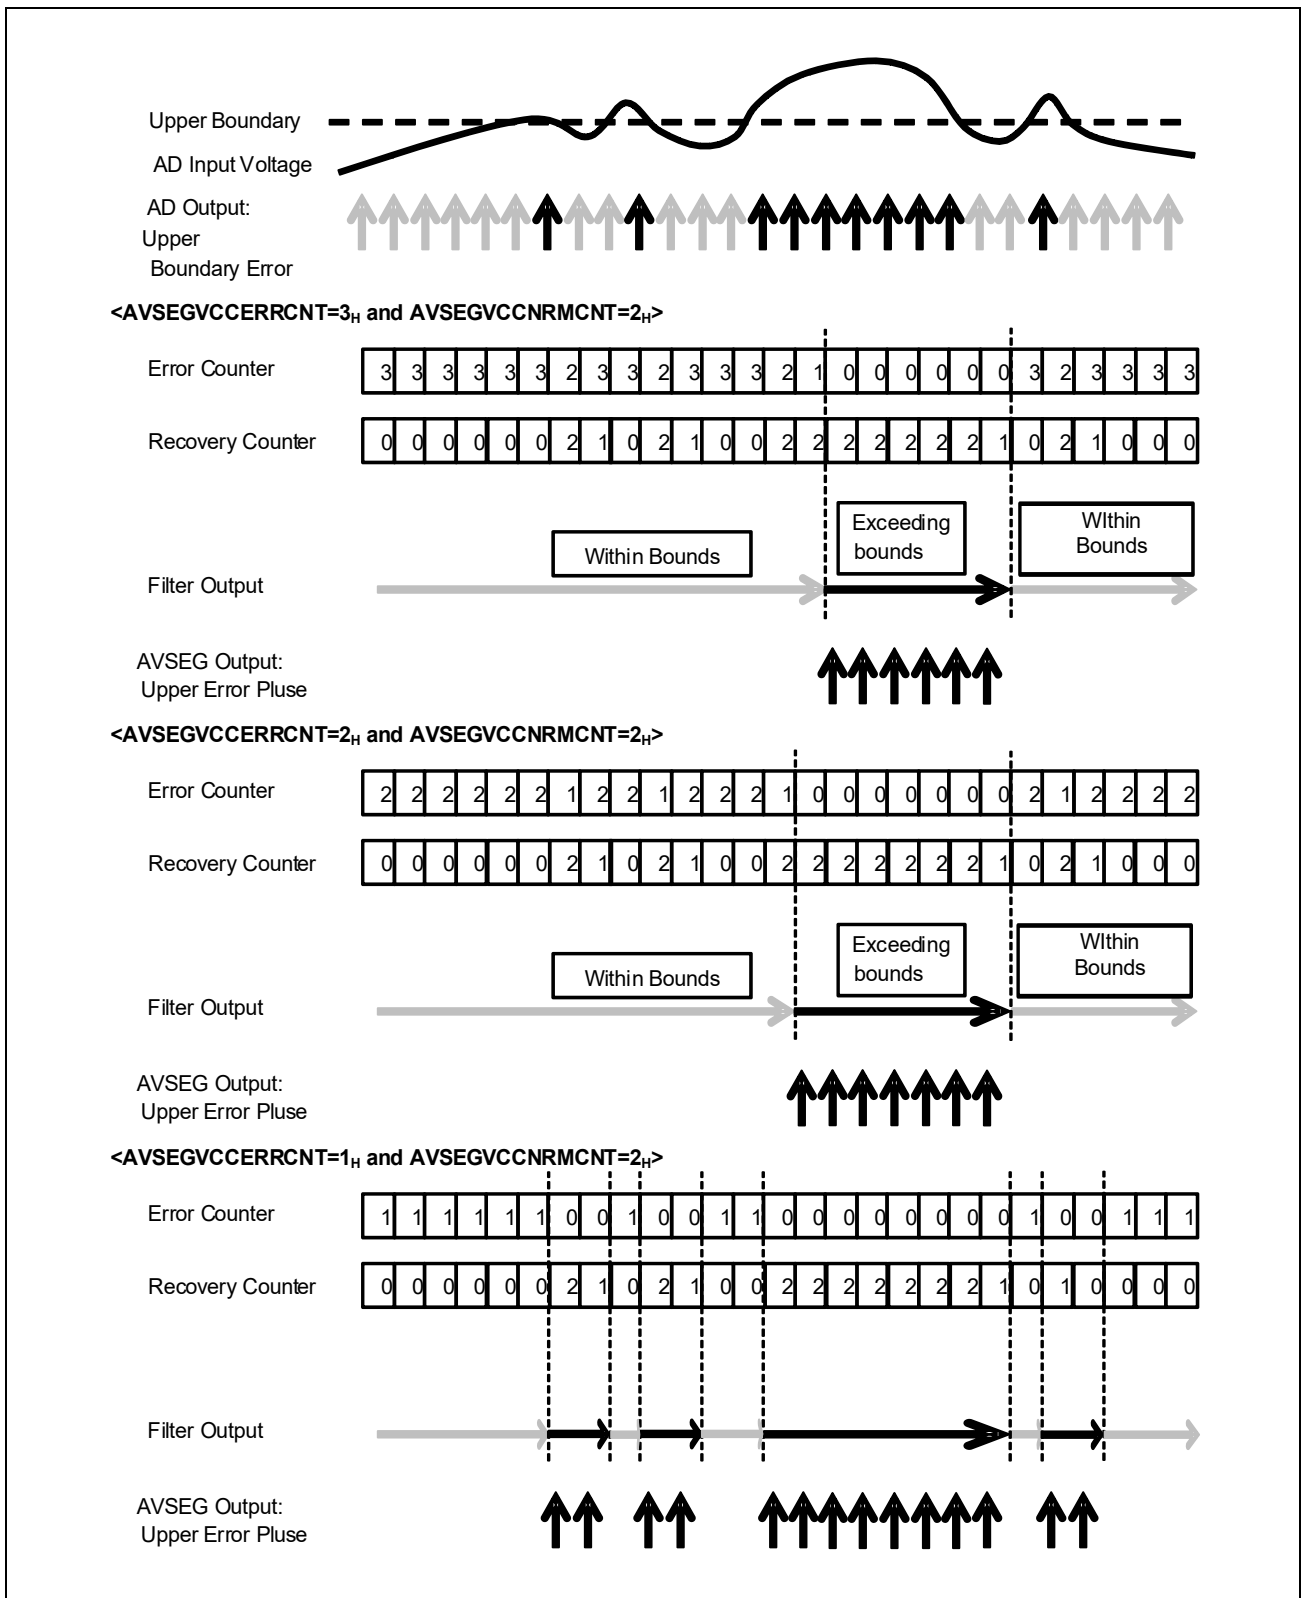 Upper Boundary
AD Input Voltage
AD Output:
Upper
Boundary Error
<AVSEGVCCERRCNT=3H and AVSEGVCCNRMCNT=2H>
Error Counter 3 3 3 3 3 3 2 3 3 2 3 3 3 2 1 0 0 0 0 0 0 3 2 3 3 3 3
Recovery Counter 0 0 0 0 0 0 2 1 0 2 1 0 0 2 2 2 2 2 2 2 1 0 2 1 0 0 0
Within Bounds
Exceeding
bounds
WIthin
Bounds
Filter Output
AVSEG Output:
Upper Error Pluse
<AVSEGVCCERRCNT=2H and AVSEGVCCNRMCNT=2H>
Error Counter 2 2 2 2 2 2 1 2 2 1 2 2 2 1 0 0 0 0 0 0 0 2 1 2 2 2 2
Recovery Counter 0 0 0 0 0 0 2 1 0 2 1 0 0 2 2 2 2 2 2 2 1 0 2 1 0 0 0
Within Bounds
Exceeding
bounds
WIthin
Bounds
Filter Output
AVSEG Output:
Upper Error Pluse
<AVSEGVCCERRCNT=1H and AVSEGVCCNRMCNT=2H>
Error Counter 1 1 1 1 1 1 0 0 1 0 0 1 1 0 0 0 0 0 0 0 0 1 0 0 1 1 1
Recovery Counter 0 0 0 0 0 0 2 1 0 2 1 0 0 2 2 2 2 2 2 2 1 0 1 0 0 0 0
Filter Output
AVSEG Output:
Upper Error Pluse